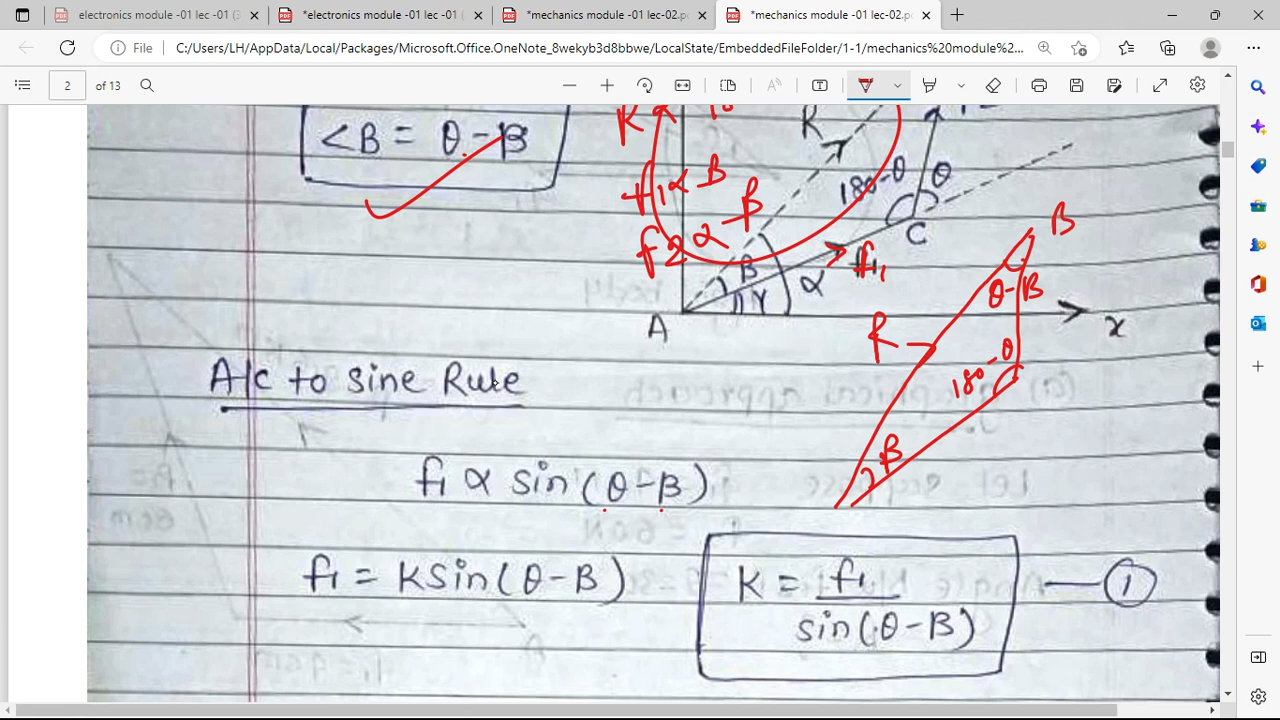 electronics module -01 lec -01 (
*electronics module -01 lec -01 (
*mechanics module -01 lec-02.p
*mechanics module -01 lec-02.p
File
C:/Users/LH/AppData/Local/Packages/Microsoft.Office.OneNote_8wekyb3d8bbwe/LocalState/EmbeddedFileFolder/1-1/mechanics%20module%2...
2 of 13
<B = θ - β
R
180-θ
θ
C
f1 α B
f2 α β
f1
β
γ
α
A
x
B
θ-β
R
180-θ
β
A/c to sine Rule
f1 ∝ sin(θ-β)
f1 = K sin(θ-β)
K = f1 / sin(θ-β) — ①